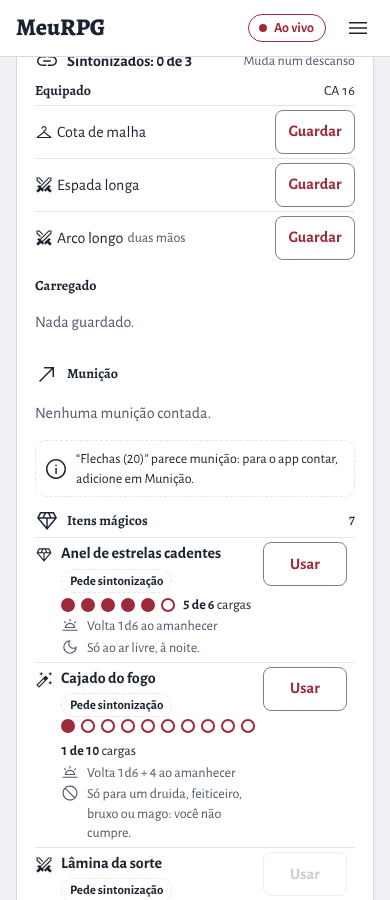 MeuRPG
Ao vivo
Sintonizados: 0 de 3
Muda num descanso
Equipado
CA 16
Cota de malha
Guardar
Espada longa
Guardar
Arco longo duas mãos
Guardar
Carregado
Nada guardado.
Munição
Nenhuma munição contada.
“Flechas (20)” parece munição: para o app contar,
adicione em Munição.
Itens mágicos
7
Anel de estrelas cadentes
Usar
Pede sintonização
5 de 6 cargas
Volta 1d6 ao amanhecer
Só ao ar livre, à noite.
Cajado do fogo
Usar
Pede sintonização
1 de 10 cargas
Volta 1d6 + 4 ao amanhecer
Só para um druida, feiticeiro,
bruxo ou mago: você não
cumpre.
Lâmina da sorte
Usar
Pede sintonização